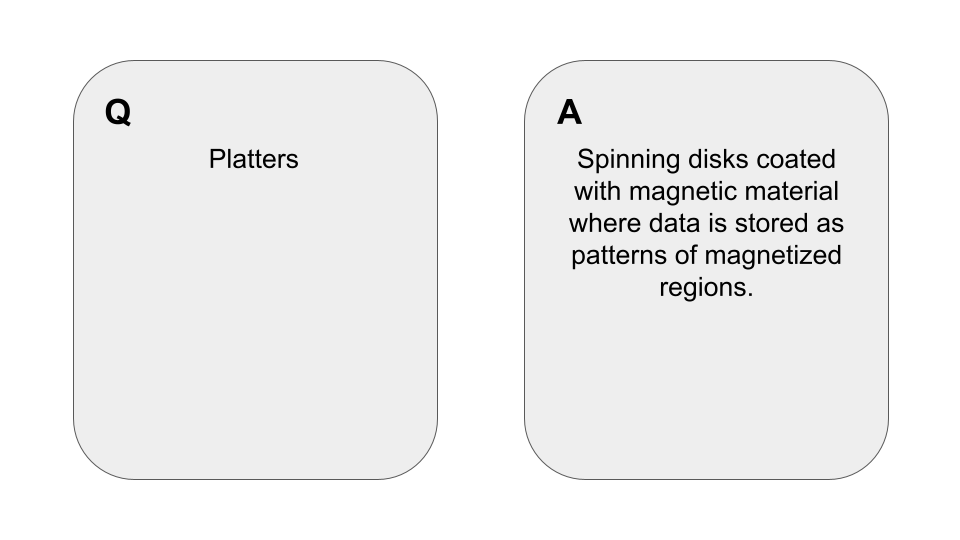 Q
Platters
A
Spinning disks coated
with magnetic material
where data is stored as
patterns of magnetized
regions.